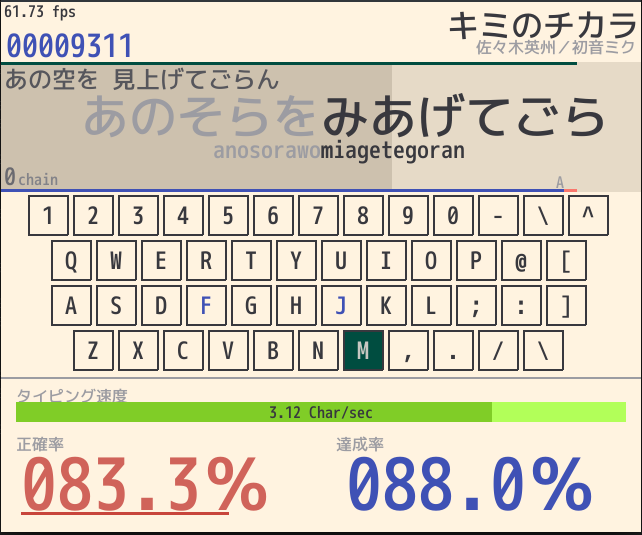 61.73 fps
キミのチカラ
00009311
佐々木英州／初音ミク
あの空を 見上げてごらん
あのそらをみあげてごら
anosorawomiagetegoran
0 chain
A
1 2 3 4 5 6 7 8 9 0 - \ ^
Q W E R T Y U I O P @ [
A S D F G H J K L ; : ]
Z X C V B N M , . / \
タイピング速度
3.12 Char/sec
正確率
達成率
083.3%
088.0%